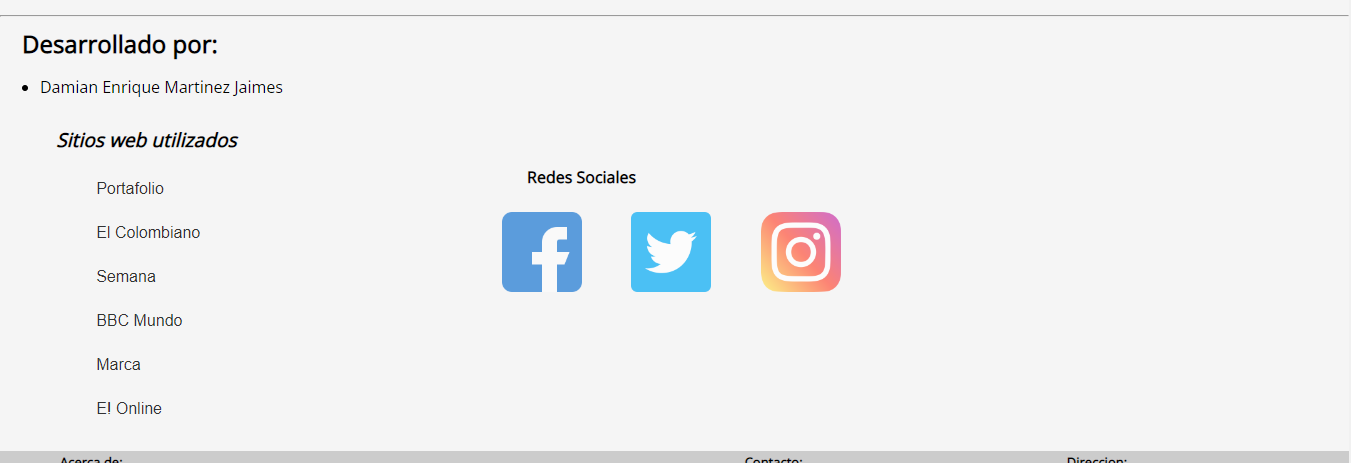 Desarrollado por:
Damian Enrique Martinez Jaimes
Sitios web utilizados
Redes Sociales
Portafolio
El Colombiano
Semana
BBC Mundo
Marca
E! Online
Acerca de: Contacto: Direccion: